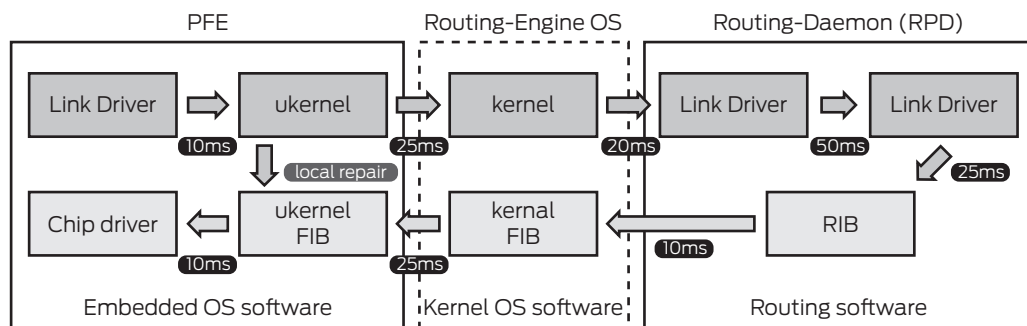 PFE
Routing-Engine OS
Routing-Daemon (RPD)
Link Driver
ukernel
kernel
Link Driver
Link Driver
10ms
25ms
20ms
50ms
local repair
25ms
Chip driver
ukernel
FIB
kernal
FIB
RIB
10ms
25ms
10ms
Embedded OS software
Kernel OS software
Routing software